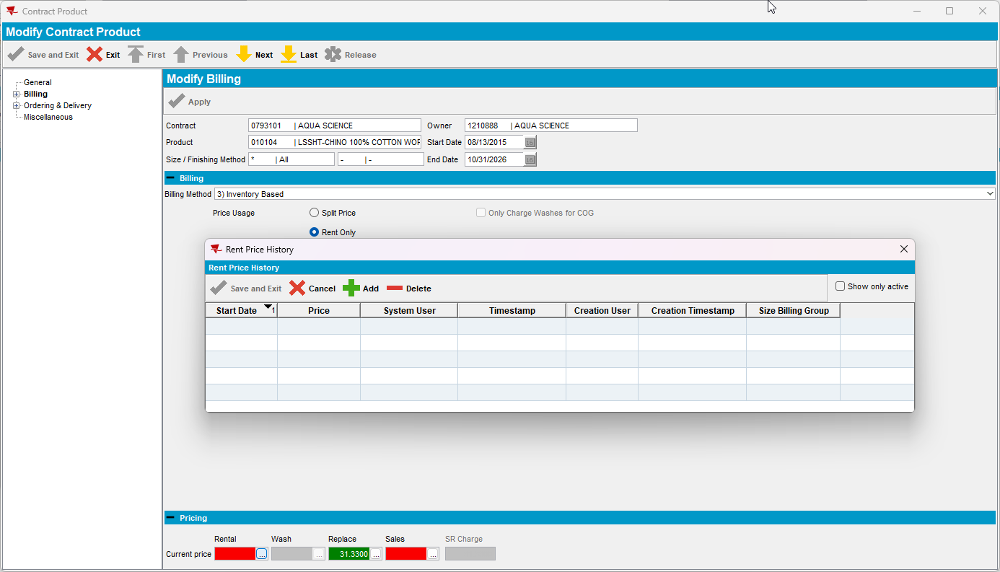 Contract Product
Modify Contract Product
Save and Exit Exit First Previous Next Last Release
General
Billing
Ordering & Delivery
Miscellaneous
Modify Billing
Apply
Contract 0793101 | AQUA SCIENCE Owner 1210888 | AQUA SCIENCE
Product 010104 | LSSHT-CHINO 100% COTTON WOR Start Date 08/13/2015 16
Size / Finishing Method * | All - | - End Date 10/31/2026 16
Billing
Billing Method 3) Inventory Based
Price Usage Split Price Only Charge Washes for COG
Rent Only
Rent Price History
Rent Price History
Save and Exit Cancel Add Delete Show only active
Start Date 1 Price System User Timestamp Creation User Creation Timestamp Size Billing Group
Pricing
Rental Wash Replace Sales SR Charge
Current price ... ... 31.3300 ... ...